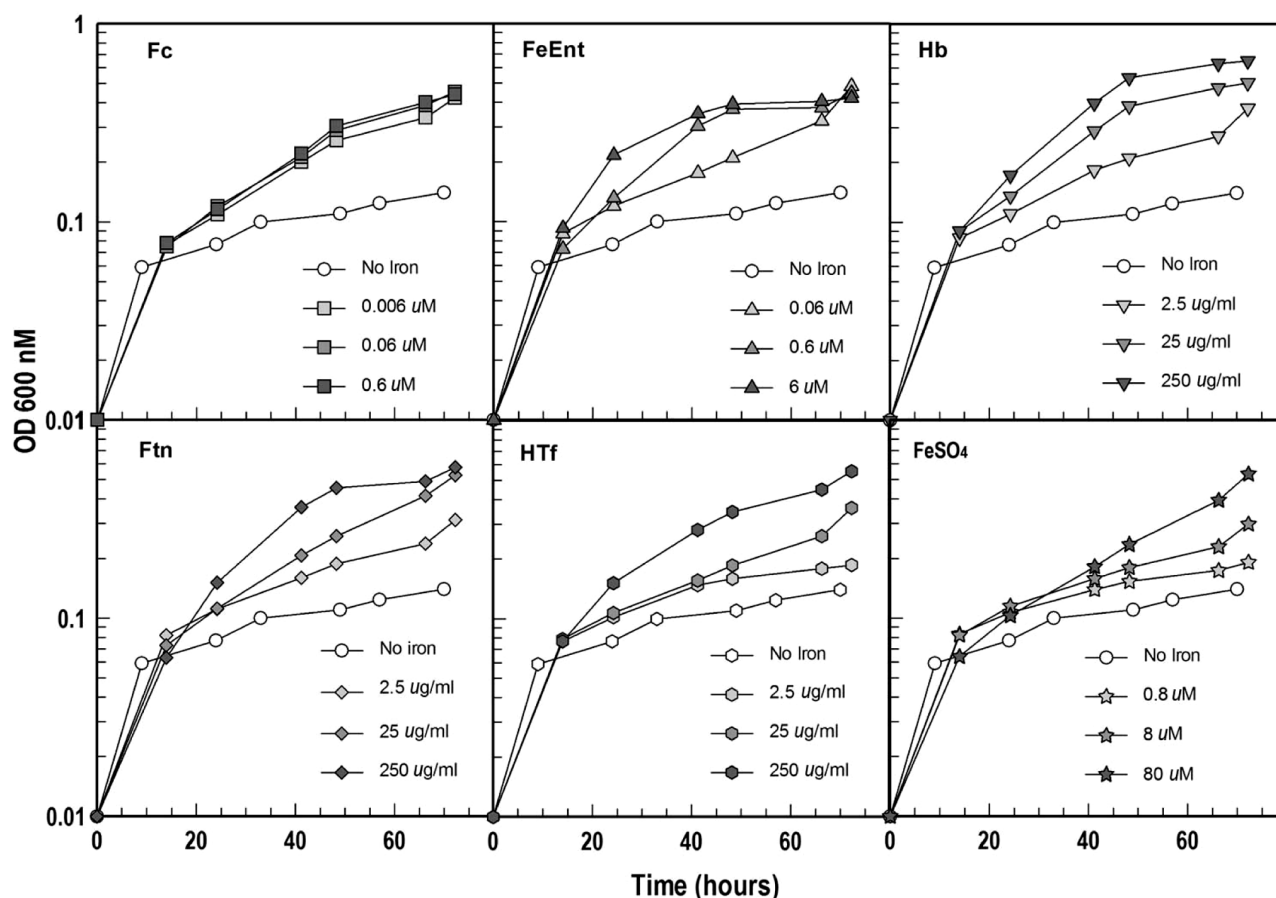 OD 600 nM
1
0.1
0.01
0.1
0.01
Fc
No Iron
0.006 uM
0.06 uM
0.6 uM
FeEnt
No Iron
0.06 uM
0.6 uM
6 uM
Hb
No Iron
2.5 ug/ml
25 ug/ml
250 ug/ml
Ftn
No iron
2.5 ug/ml
25 ug/ml
250 ug/ml
HTf
No Iron
2.5 ug/ml
25 ug/ml
250 ug/ml
FeSO₄
No Iron
0.8 uM
8 uM
80 uM
0 20 40 60 0 20 40 60 0 20 40 60
Time (hours)